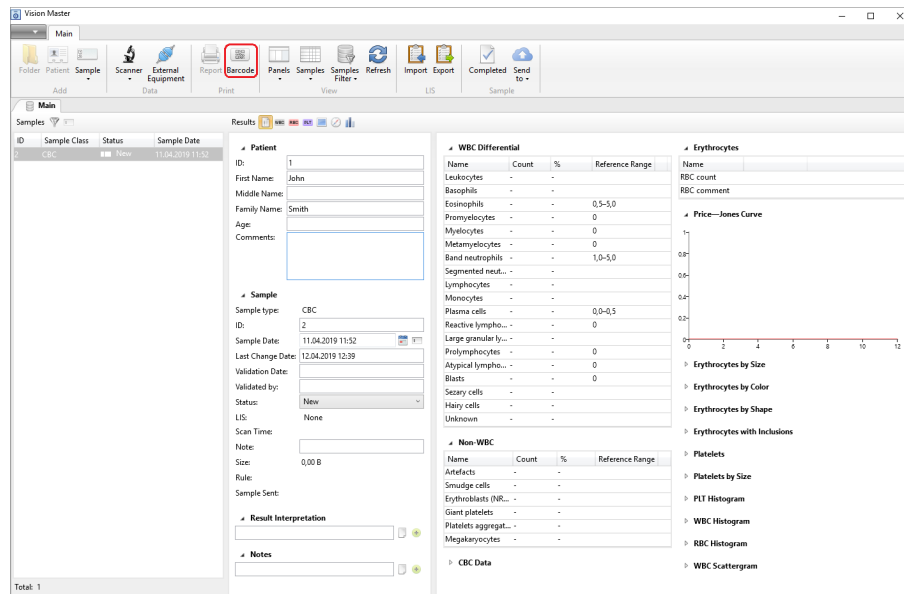 Vision Master
Main
Folder Patient Sample Scanner External Equipment Report Barcode Panels Samples Samples Filter Refresh Import Export Completed Send to
Add Data Print View LIS Sample
Main
Samples
Results WBC RBC PLT
ID Sample Class Status Sample Date
2 CBC New 11.04.2019 11:52
Total: 1
Patient
ID: 1
First Name: John
Middle Name:
Family Name: Smith
Age:
Comments:
Sample
Sample type: CBC
ID: 2
Sample Date: 11.04.2019 11:52
Last Change Date: 12.04.2019 12:39
Validation Date:
Validated by:
Status: New
LIS: None
Scan Time:
Note:
Size: 0,00 B
Rule:
Sample Sent:
Result Interpretation
Notes
WBC Differential
Name Count % Reference Range
Leukocytes - -
Basophils - -
Eosinophils - - 0,5–5,0
Promyelocytes - - 0
Myelocytes - - 0
Metamyelocytes - - 0
Band neutrophils - - 1,0–5,0
Segmented neut... - -
Lymphocytes - -
Monocytes - -
Plasma cells - - 0,0–0,5
Reactive lympho... - - 0
Large granular ly... - -
Prolymphocytes - - 0
Atypical lympho... - - 0
Blasts - - 0
Sezary cells - -
Hairy cells - -
Unknown - -
Non-WBC
Name Count % Reference Range
Artefacts - -
Smudge cells - -
Erythroblasts (NR... - -
Giant platelets - -
Platelets aggregat... - -
Megakaryocytes - -
CBC Data
Erythrocytes
Name
RBC count
RBC comment
Price—Jones Curve
1
0.8
0.6
0.4
0.2
0
0 2 4 6 8 10 12
Erythrocytes by Size
Erythrocytes by Color
Erythrocytes by Shape
Erythrocytes with Inclusions
Platelets
Platelets by Size
PLT Histogram
WBC Histogram
RBC Histogram
WBC Scattergram